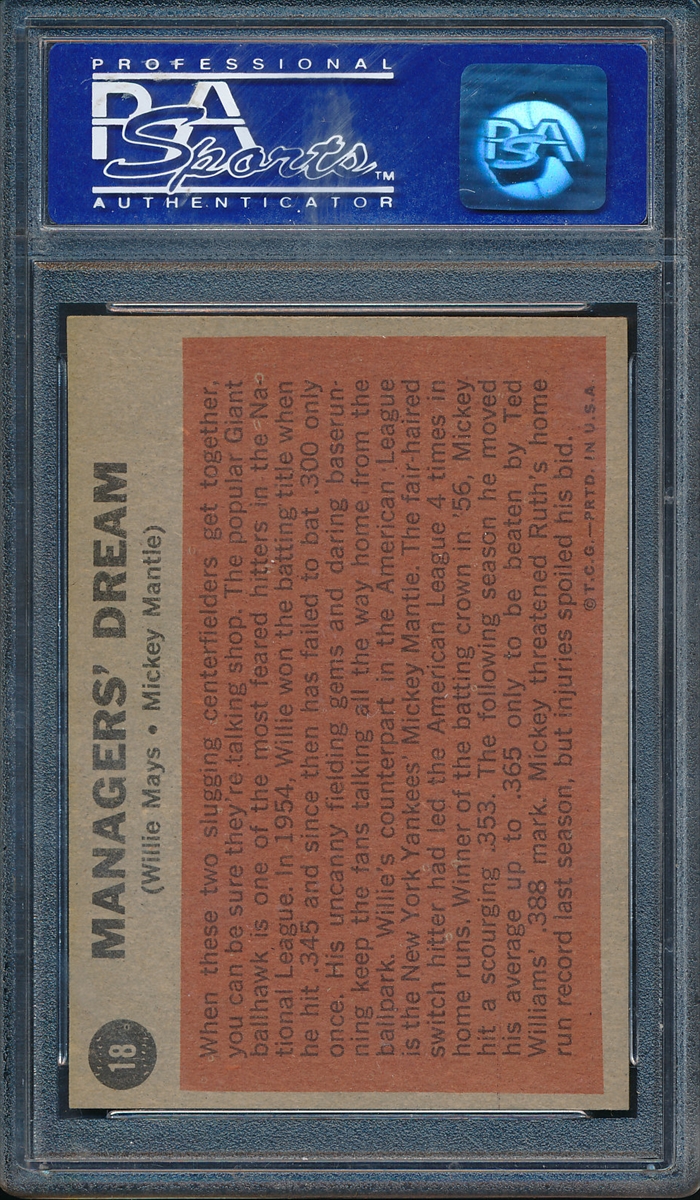 PROFESSIONAL
PSA
Sports™
AUTHENTICATOR
PSA
18
MANAGERS' DREAM
(Willie Mays • Mickey Mantle)
When these two slugging centerfielders get together,
you can be sure they're talking shop. The popular Giant
ballhawk is one of the most feared hitters in the Na-
tional League. In 1954, Willie won the batting title when
he hit .345 and since then has failed to bat .300 only
once. His uncanny fielding gems and daring baserun-
ning keep the fans talking all the way home from the
ballpark. Willie's counterpart in the American League
is the New York Yankees' Mickey Mantle. The fair-haired
switch hitter had led the American League 4 times in
home runs. Winner of the batting crown in '56, Mickey
hit a scourging .353. The following season he moved
his average up to .365 only to be beaten by Ted
Williams' .388 mark. Mickey threatened Ruth's home
run record last season, but injuries spoiled his bid.
©T.C.G.—PRTD. IN U.S.A.